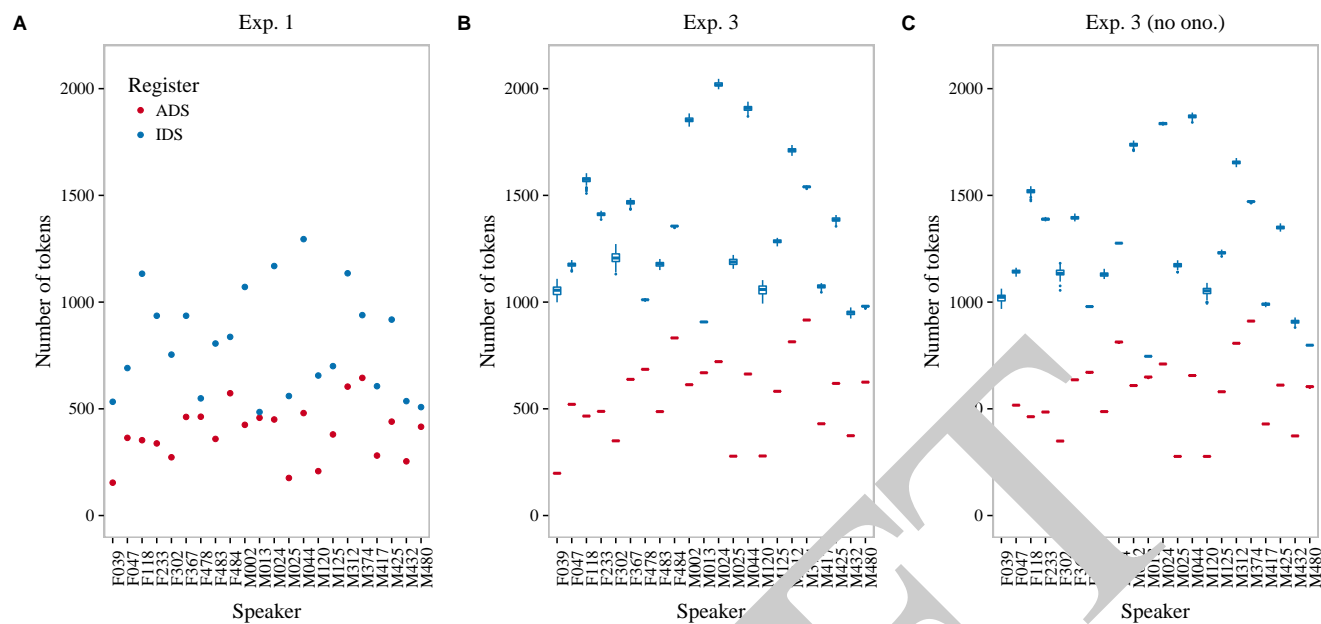 A Exp. 1
Number of tokens
2000
1500
1000
500
0
Register
ADS
IDS
F039
F047
F118
F233
F302
F367
F478
F483
F484
M002
M013
M024
M025
M044
M120
M125
M312
M374
M417
M425
M432
M480
Speaker
B Exp. 3
Number of tokens
2000
1500
1000
500
0
F039
F047
F118
F233
F302
F367
F478
F483
F484
M002
M013
M024
M025
M044
M120
M125
M417
M425
M432
M480
Speaker
C Exp. 3 (no ono.)
Number of tokens
2000
1500
1000
500
0
F039
F047
F118
F233
F302
M024
M025
M044
M120
M125
M312
M374
M417
M425
M432
M480
Speaker
FT